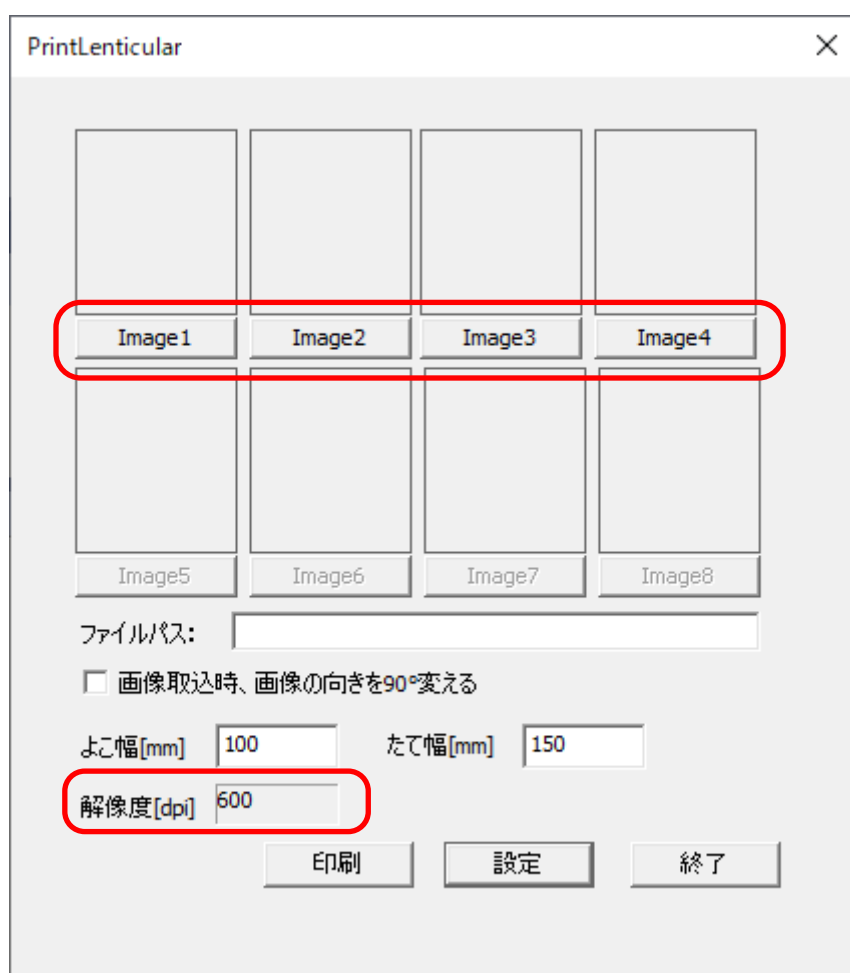 PrintLenticular
Image1 Image2 Image3 Image4
Image5 Image6 Image7 Image8
ファイルパス:
画像取込時、画像の向きを90°変える
よこ幅[mm] 100 たて幅[mm] 150
解像度[dpi] 600
印刷 設定 終了